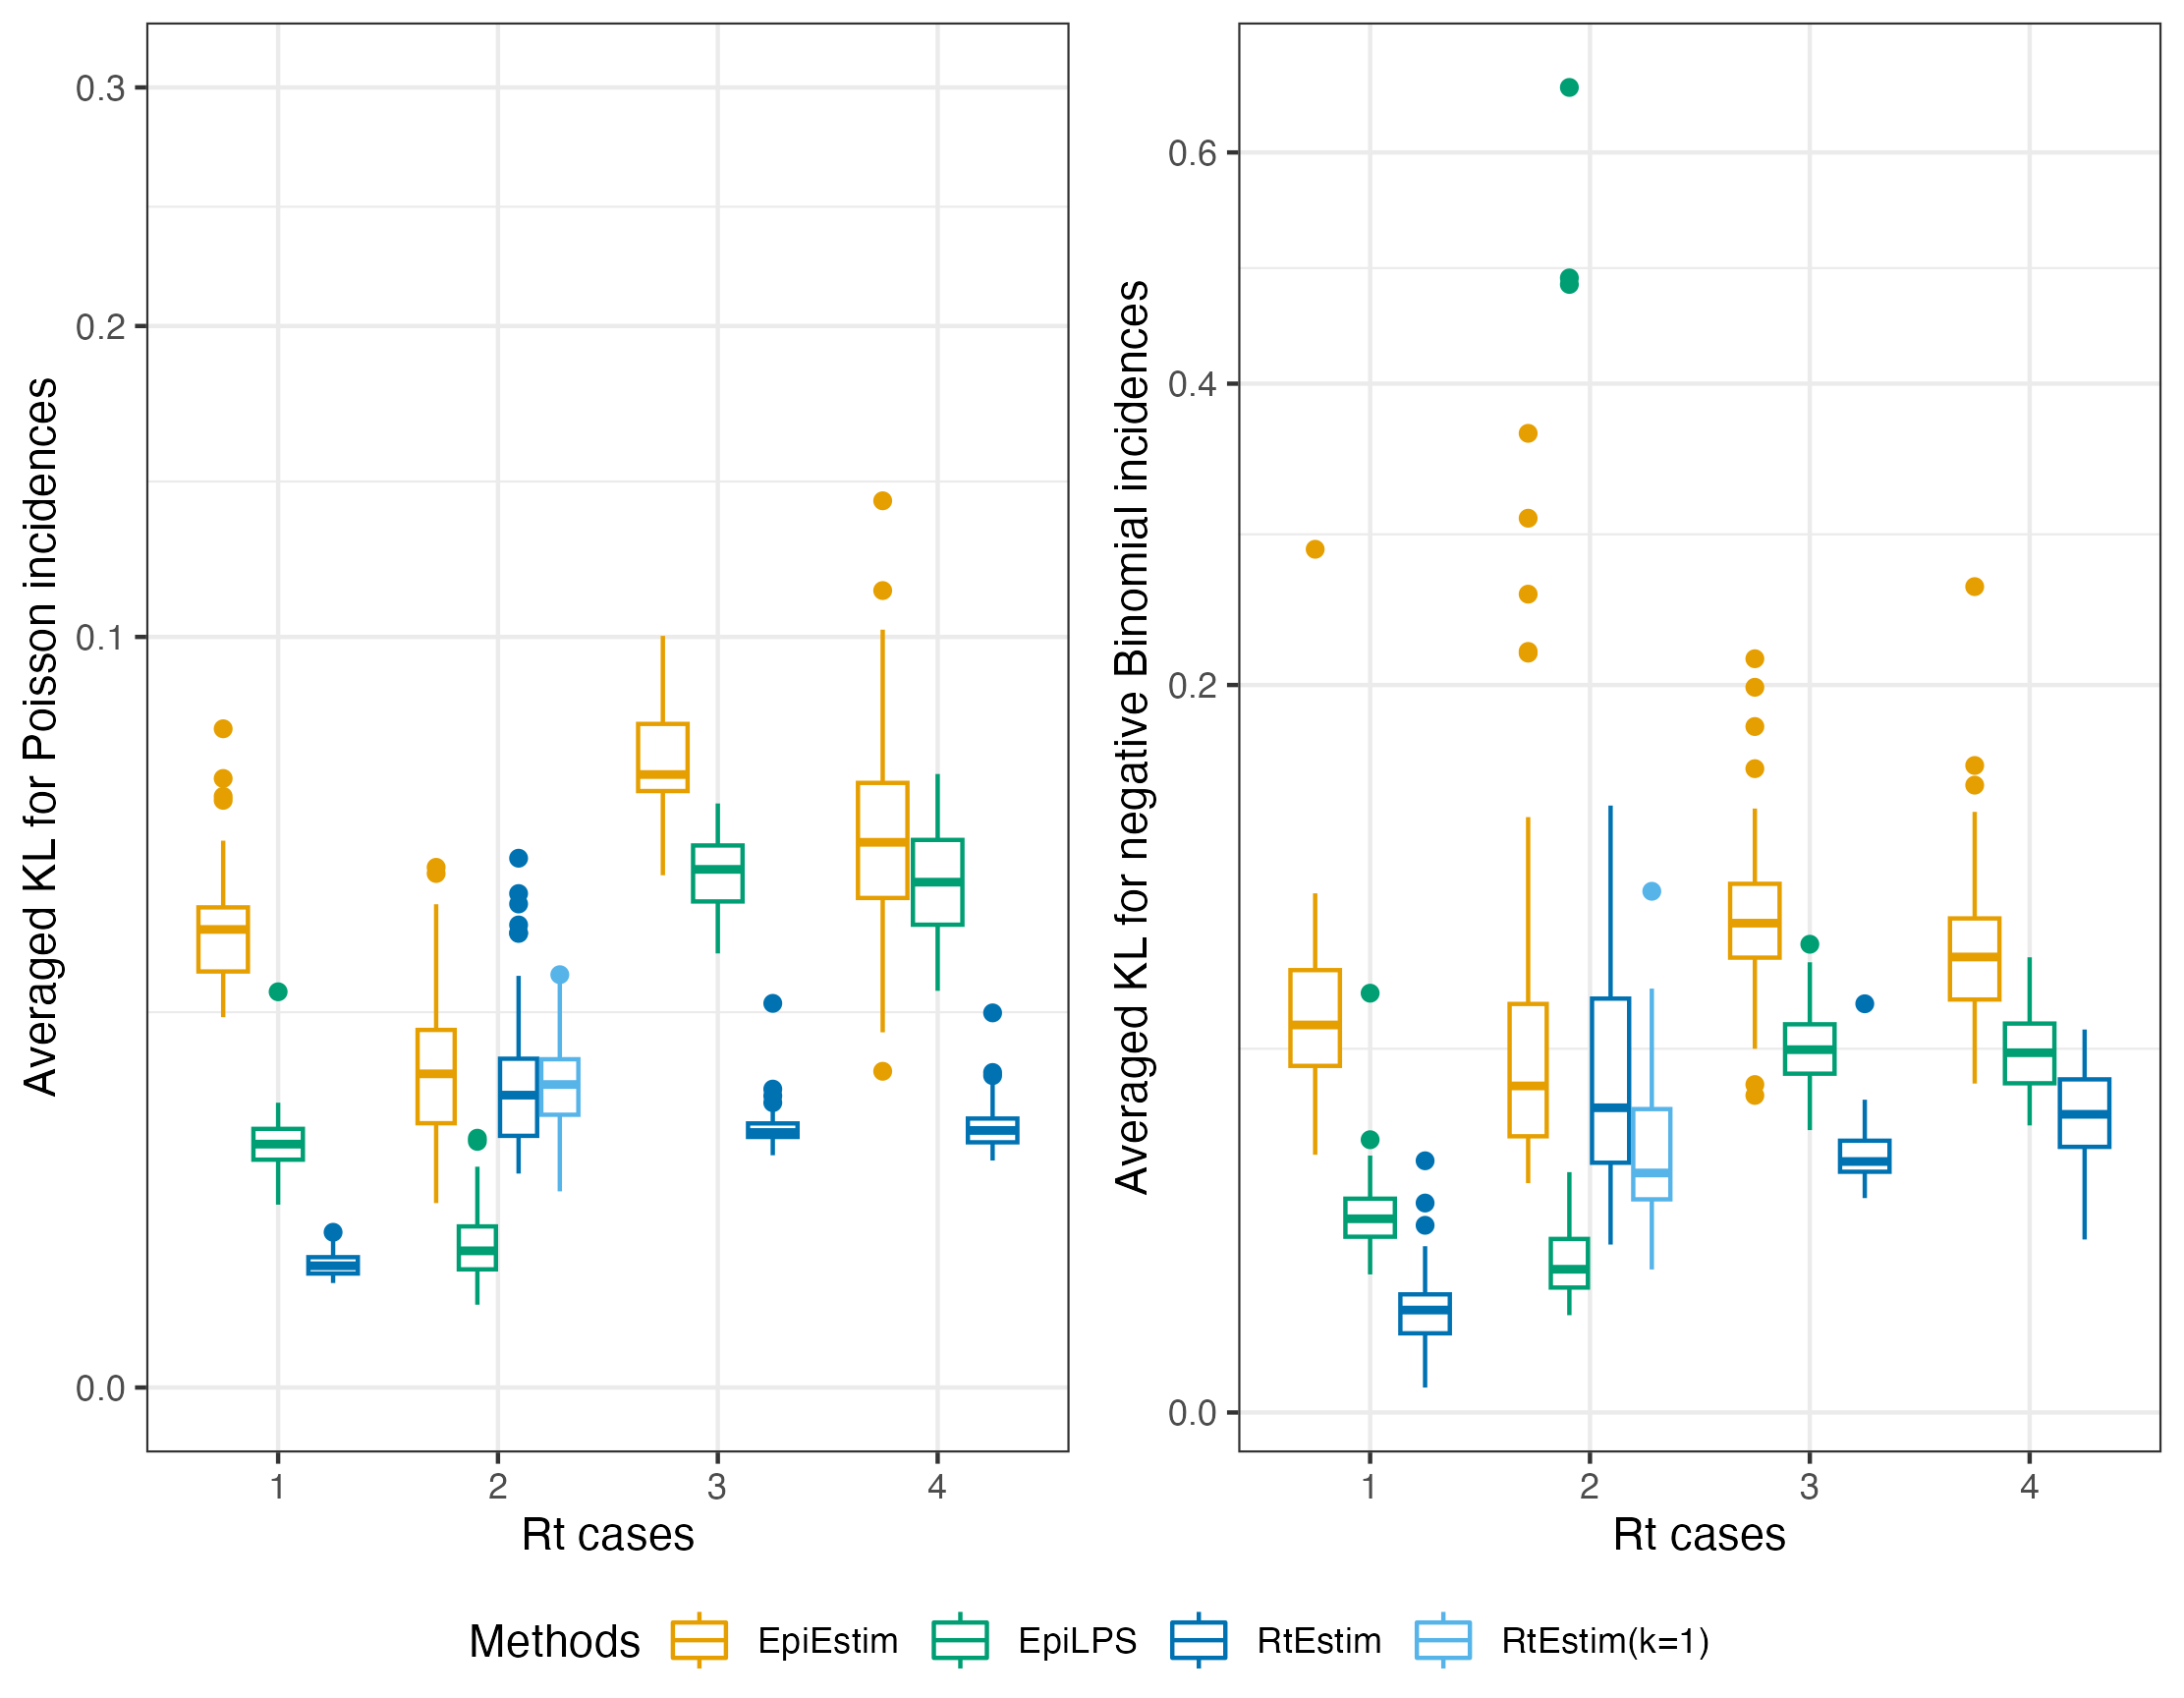 Averaged KL for Poisson incidences
0.3
0.2
0.1
0.0
1 2 3 4
Rt cases
Averaged KL for negative Binomial incidences
0.6
0.4
0.2
0.0
1 2 3 4
Rt cases
Methods EpiEstim EpiLPS RtEstim RtEstim(k=1)